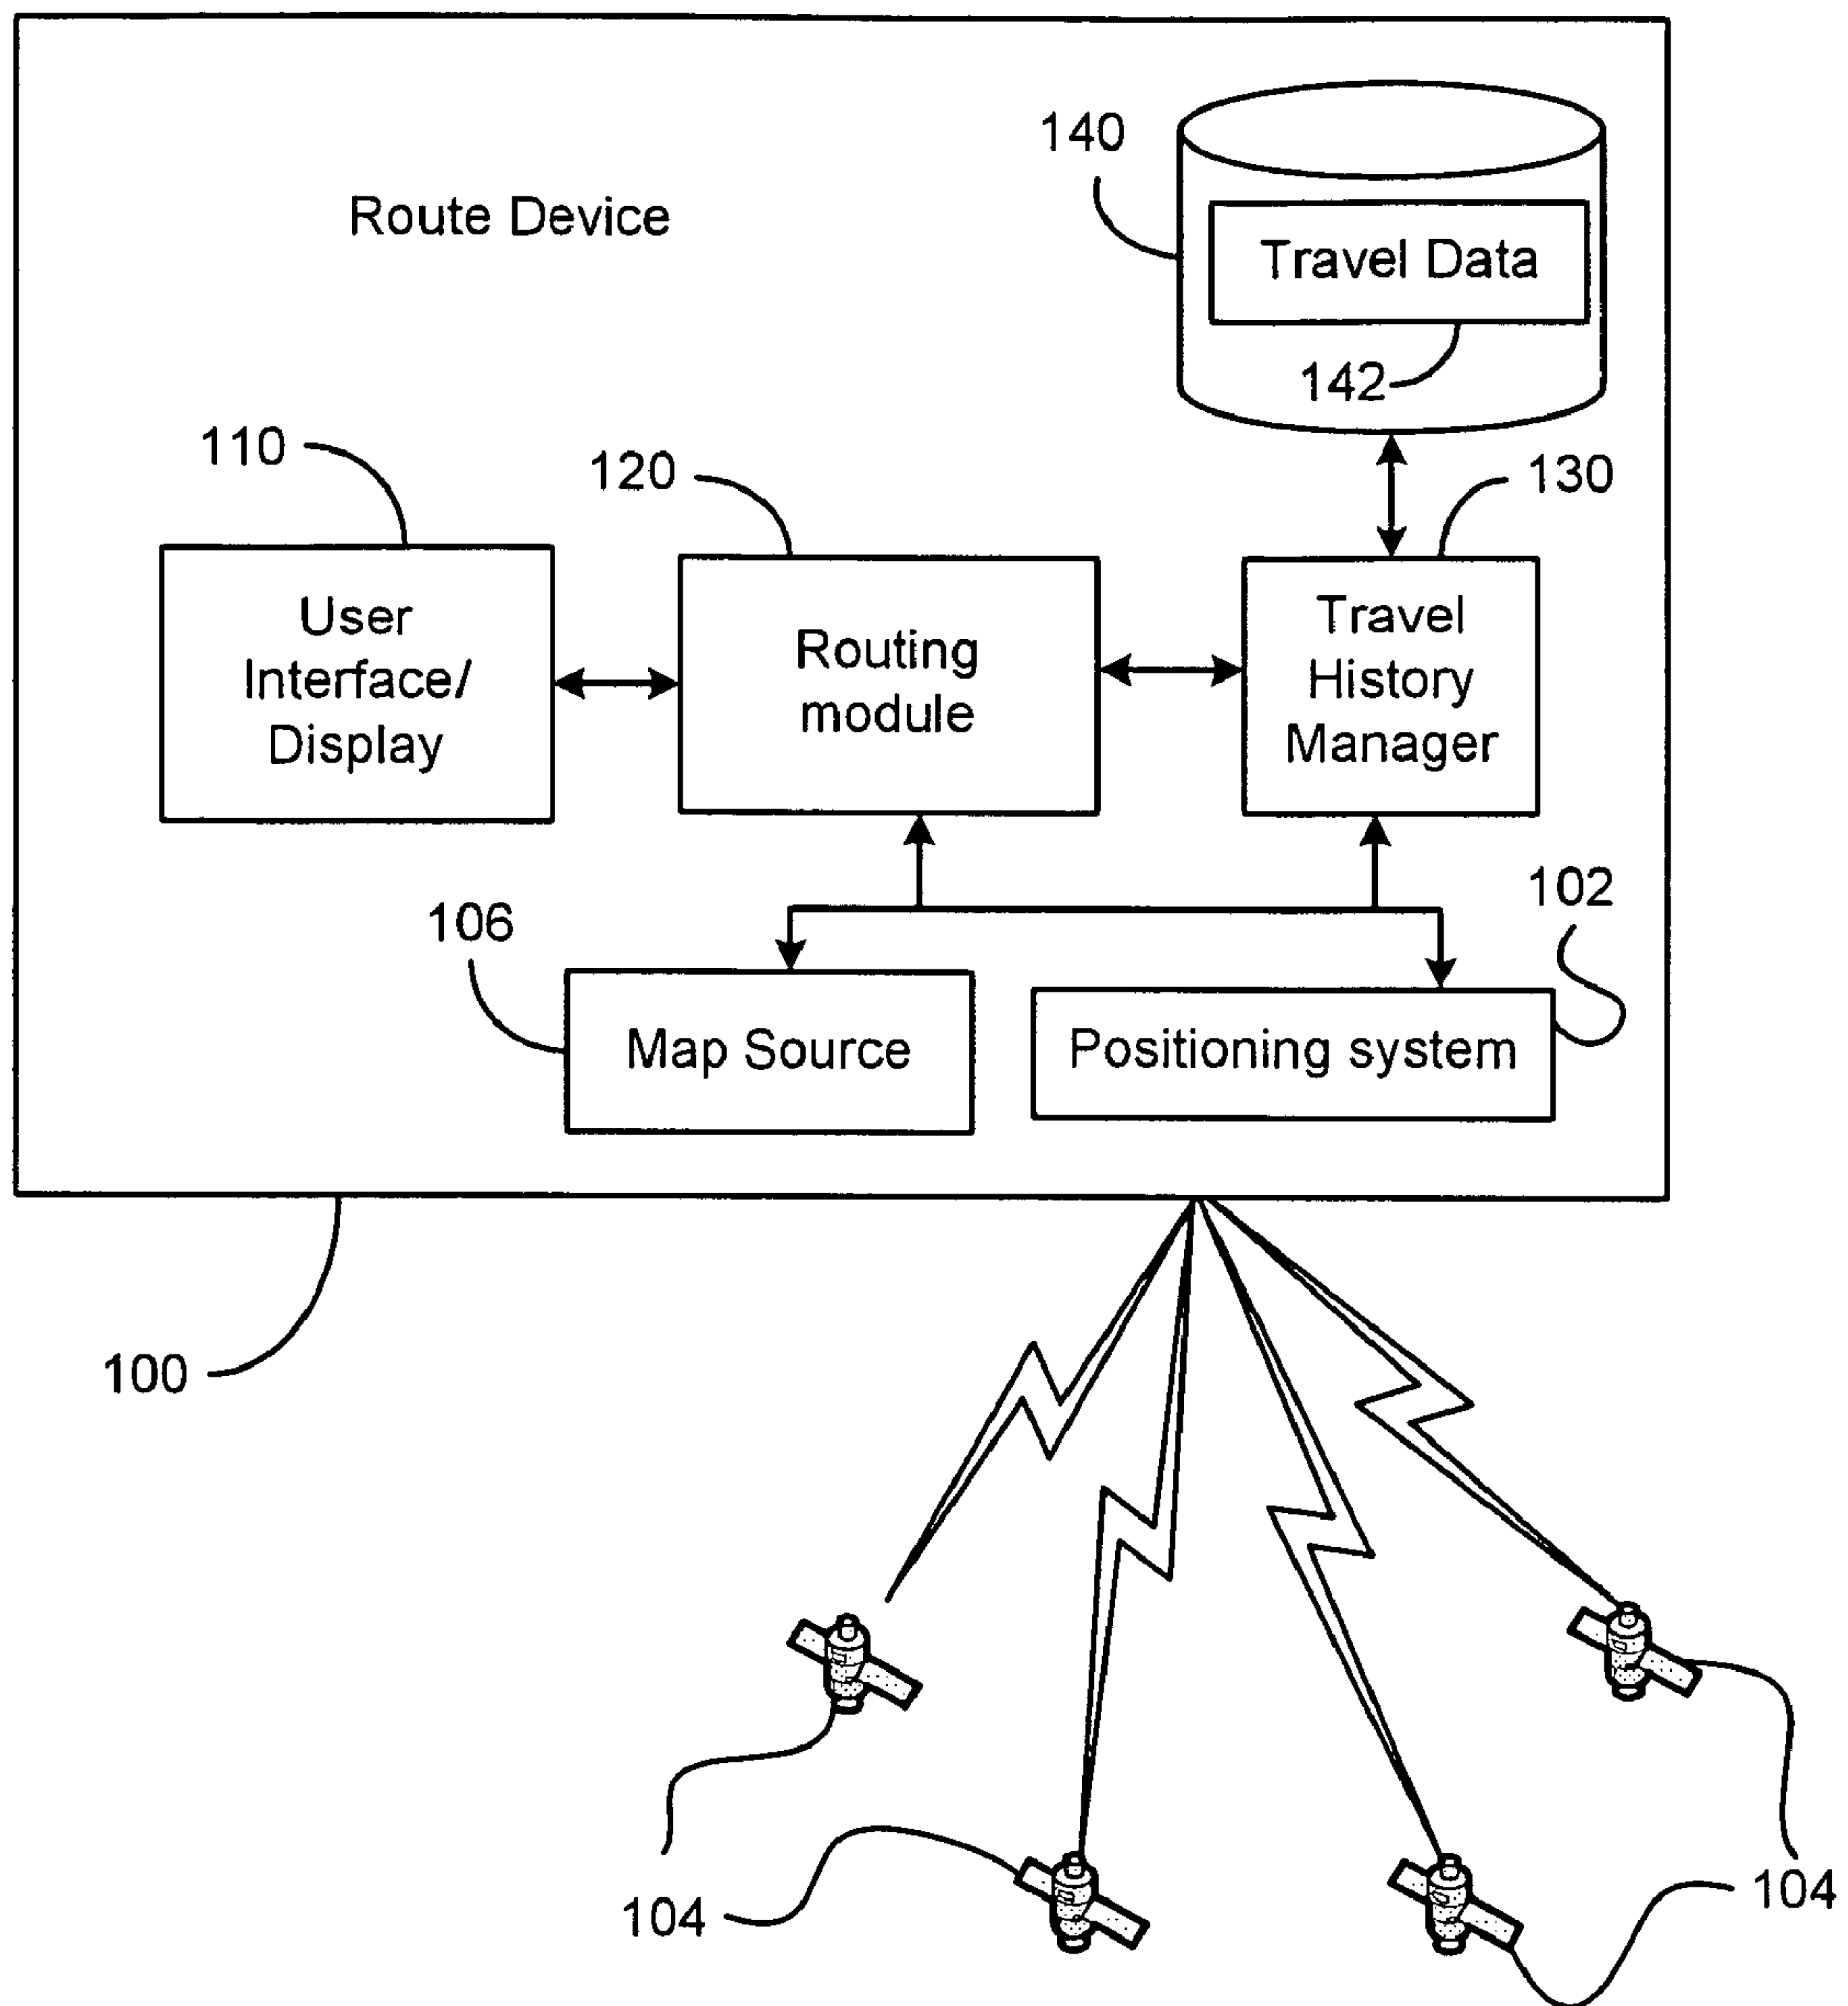 140
Route Device
Travel Data
142
110
120
130
User
Interface/
Display
Routing
module
Travel
History
Manager
106
102
Map Source
Positioning system
100
104
104